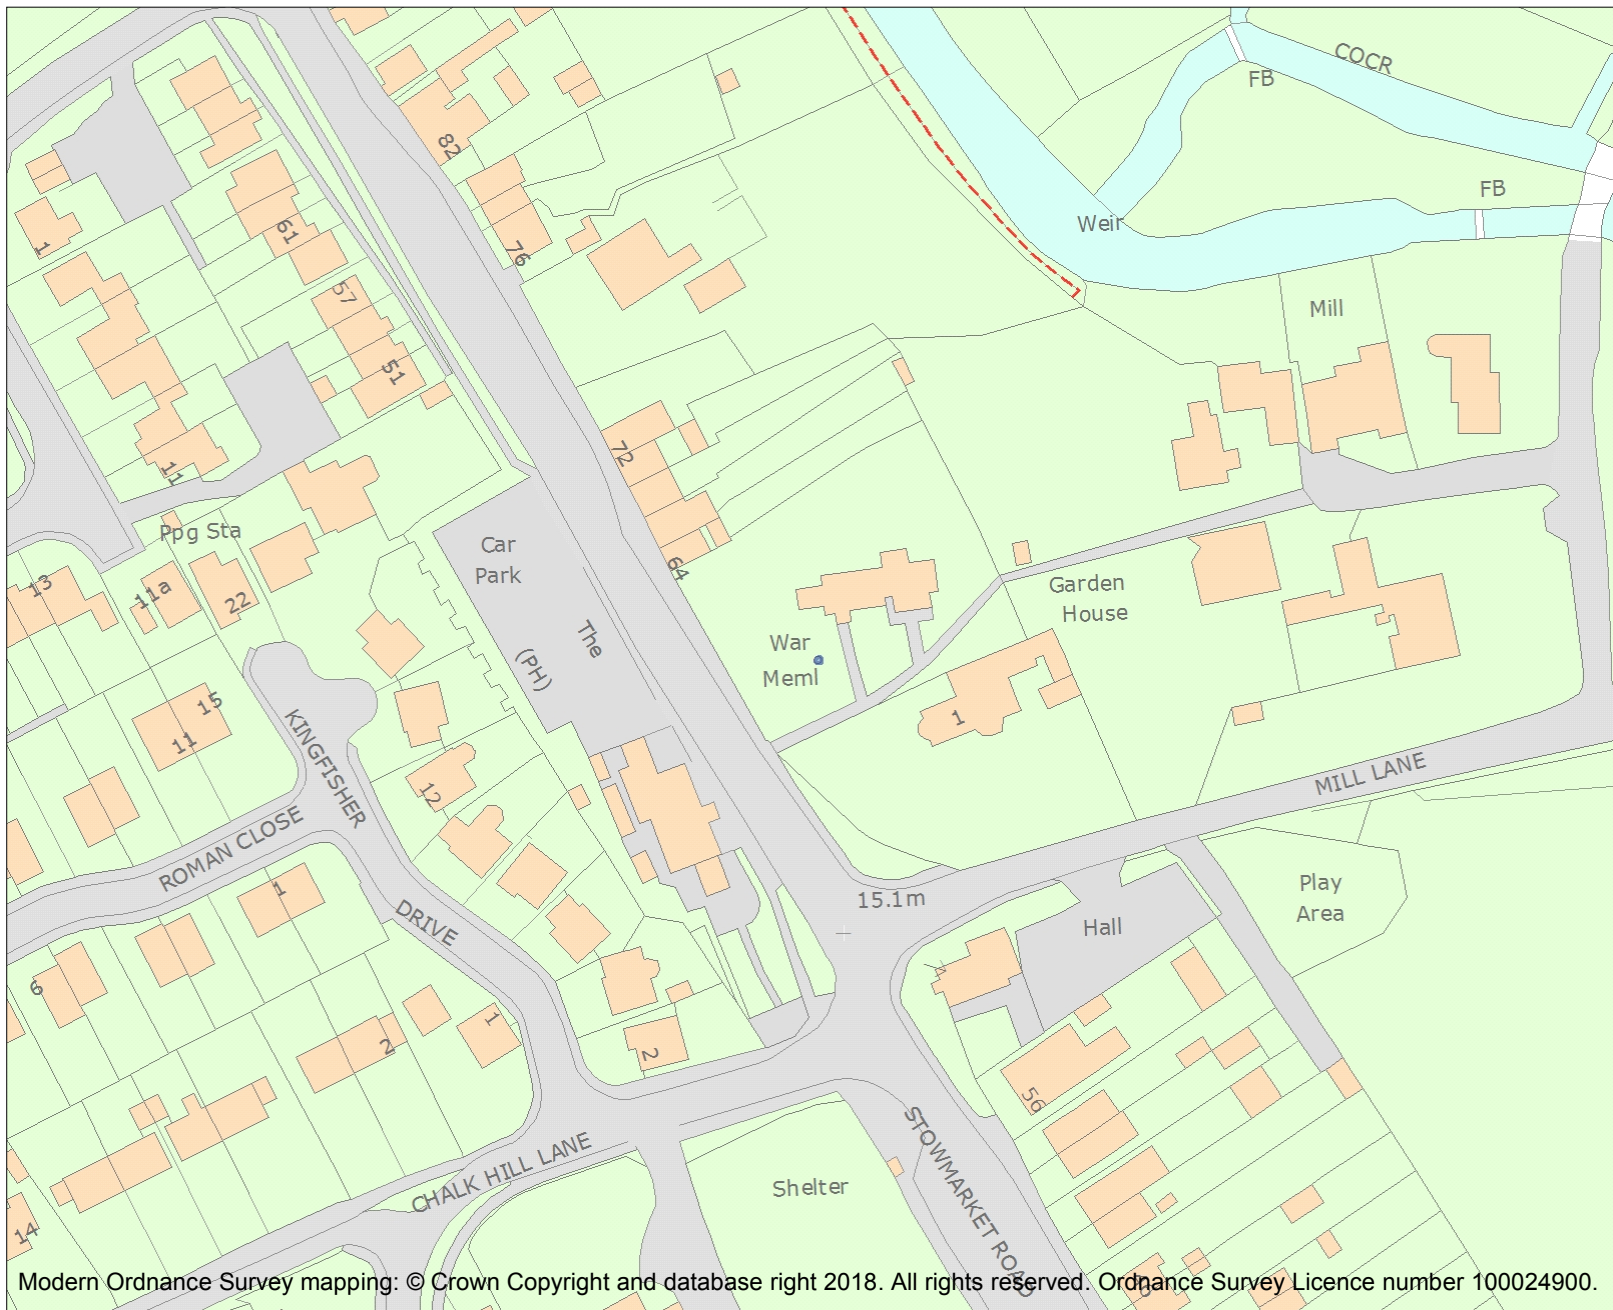 COCR
FB
82
FB
1
61
Weir
76
57
Mill
51
72
11
Ppg Sta
Car
Park
64
13
11a
22
Garden
House
The
(PH)
War
Meml
15
11
1
KINGFISHER
MILL LANE
12
ROMAN CLOSE
1
15.1m
Play
Area
DRIVE
Hall
6
1
2
2
56
STOWMARKET ROAD
CHALK HILL LANE
Shelter
14
Modern Ordnance Survey mapping: © Crown Copyright and database right 2018. All rights reserved. Ordnance Survey Licence number 100024900.